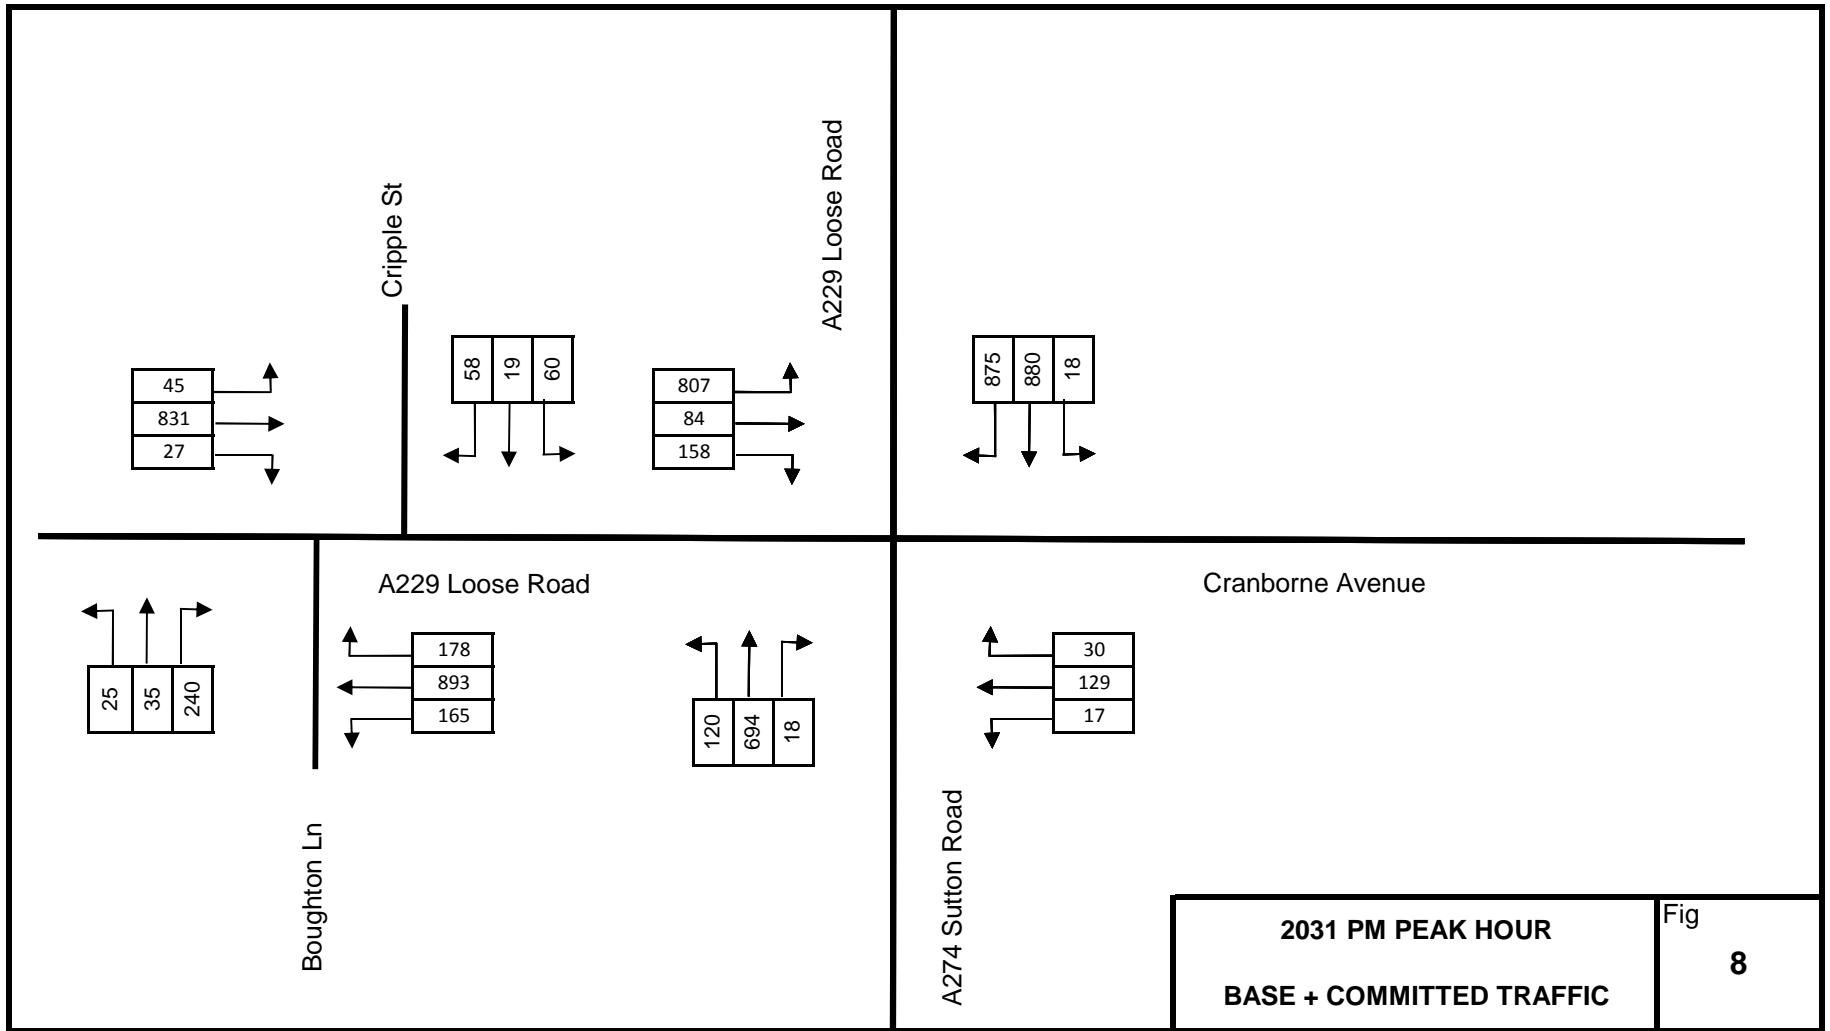 A229 Loose Road
Cripple St
58
19
60
875
880
18
45
831
27
807
84
158
A229 Loose Road
Cranborne Avenue
25
35
240
178
893
165
120
694
18
30
129
17
Boughton Ln
A274 Sutton Road
2031 PM PEAK HOUR
BASE + COMMITTED TRAFFIC
Fig
8